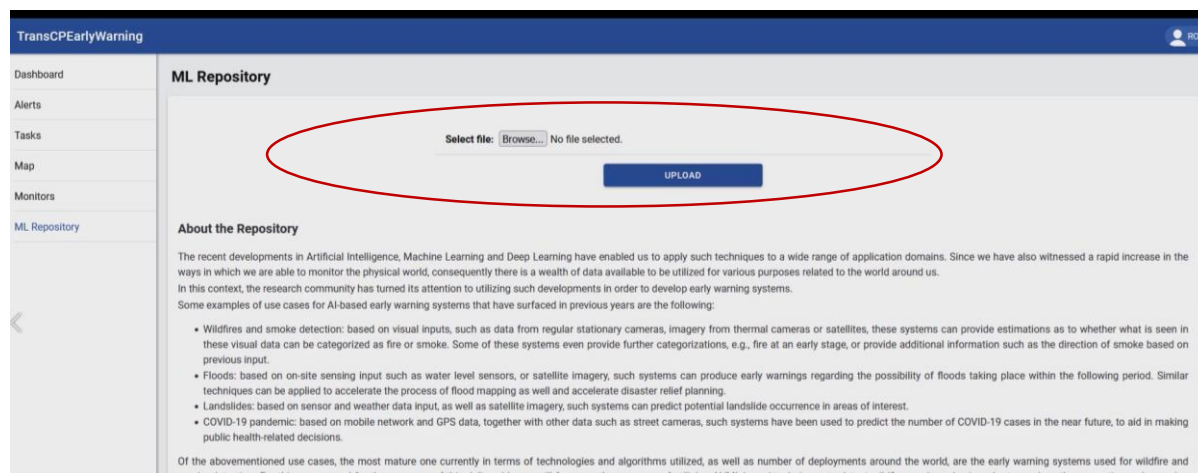 TransCPEarlyWarning
RO
Dashboard
Alerts
Tasks
Map
Monitors
ML Repository
ML Repository
Select file: Browse... No file selected.
UPLOAD
About the Repository
The recent developments in Artificial Intelligence, Machine Learning and Deep Learning have enabled us to apply such techniques to a wide range of application domains. Since we have also witnessed a rapid increase in the
ways in which we are able to monitor the physical world, consequently there is a wealth of data available to be utilized for various purposes related to the world around us.
In this context, the research community has turned its attention to utilizing such developments in order to develop early warning systems.
Some examples of use cases for AI-based early warning systems that have surfaced in previous years are the following:
• Wildfires and smoke detection: based on visual inputs, such as data from regular stationary cameras, imagery from thermal cameras or satellites, these systems can provide estimations as to whether what is seen in
these visual data can be categorized as fire or smoke. Some of these systems even provide further categorizations, e.g., fire at an early stage, or provide additional information such as the direction of smoke based on
previous input.
• Floods: based on on-site sensing input such as water level sensors, or satellite imagery, such systems can produce early warnings regarding the possibility of floods taking place within the following period. Similar
techniques can be applied to accelerate the process of flood mapping as well and accelerate disaster relief planning.
• Landslides: based on sensor and weather data input, as well as satellite imagery, such systems can predict potential landslide occurrence in areas of interest.
• COVID-19 pandemic: based on mobile network and GPS data, together with other data such as street cameras, such systems have been used to predict the number of COVID-19 cases in the near future, to aid in making
public health-related decisions.
Of the abovementioned use cases, the most mature one currently in terms of technologies and algorithms utilized, as well as number of deployments around the world, are the early warning systems used for wildfire and